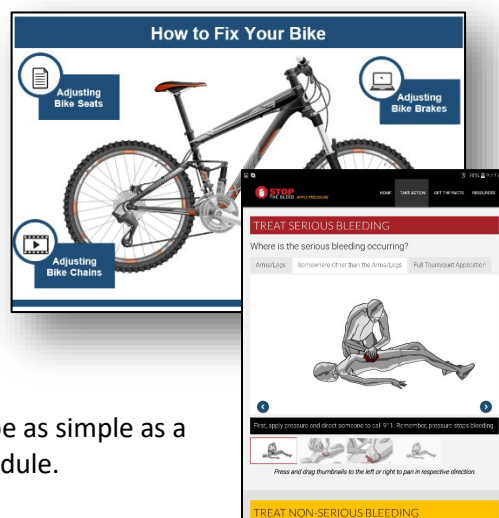 How to Fix Your Bike
Adjusting
Bike Seats
Adjusting
Bike Brakes
Adjusting
Bike Chains
STOP
THE BLEED
APPLY PRESSURE
HOME
TAKE ACTION
GET THE FACTS
RESOURCES
TREAT SERIOUS BLEEDING
Where is the serious bleeding occurring?
Arms/Legs
Somewhere Other than the Arms/Legs
Full Tourniquet Application
First, apply pressure and direct someone to call 911. Remember, pressure stops bleeding.
Press and drag thumbnails to the left or right to pan in respective direction.
TREAT NON-SERIOUS BLEEDING
be as simple as a
dule.